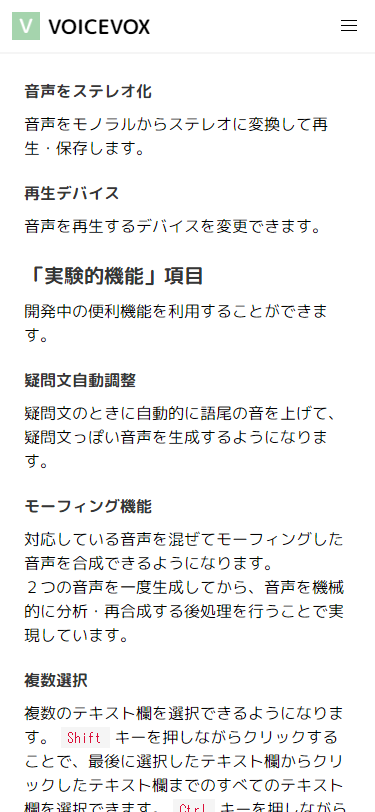 VOICEVOX
音声をステレオ化
音声をモノラルからステレオに変換して再
生・保存します。
再生デバイス
音声を再生するデバイスを変更できます。
「実験的機能」項目
開発中の便利機能を利用することができま
す。
疑問文自動調整
疑問文のときに自動的に語尾の音を上げて、
疑問文っぽい音声を生成するようになりま
す。
モーフィング機能
対応している音声を混ぜてモーフィングした
音声を合成できるようになります。
２つの音声を一度生成してから、音声を機械
的に分析・再合成する後処理を行うことで実
現しています。
複数選択
複数のテキスト欄を選択できるようになりま
す。 Shift キーを押しながらクリックする
ことで、最後に選択したテキスト欄からクリ
ックしたテキスト欄までのすべてのテキスト
欄を選択できます。 Ctrl キーを押しながら